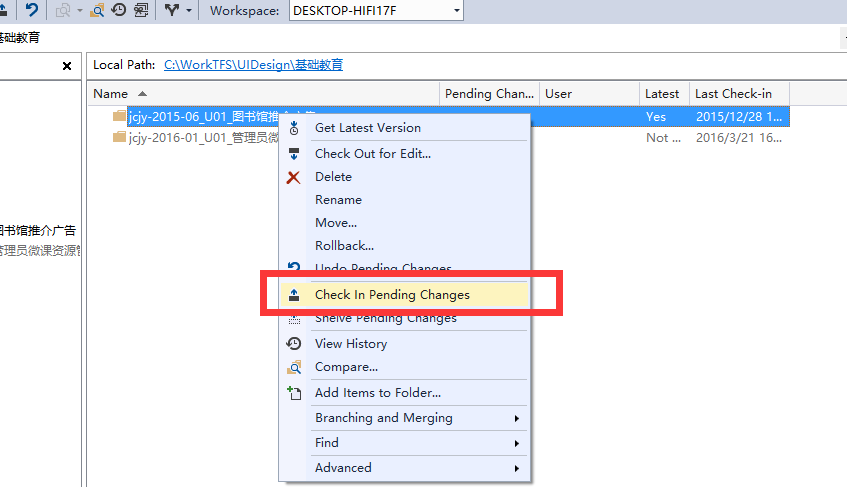 Workspace: DESKTOP-HIFI17F
基础教育
Local Path: C:\WorkTFS\UIDesign\基础教育
Name Pending Chan... User Latest Last Check-in
jcjy-2015-06_U01_图书馆推介广告 Yes 2015/12/28 1...
jcjy-2016-01_U01_管理员微 Not ... 2016/3/21 16...
图书馆推介广告
管理员微课资源管
Get Latest Version
Check Out for Edit...
Delete
Rename
Move...
Rollback...
Undo Pending Changes
Check In Pending Changes
Shelve Pending Changes
View History
Compare...
Add Items to Folder...
Branching and Merging
Find
Advanced